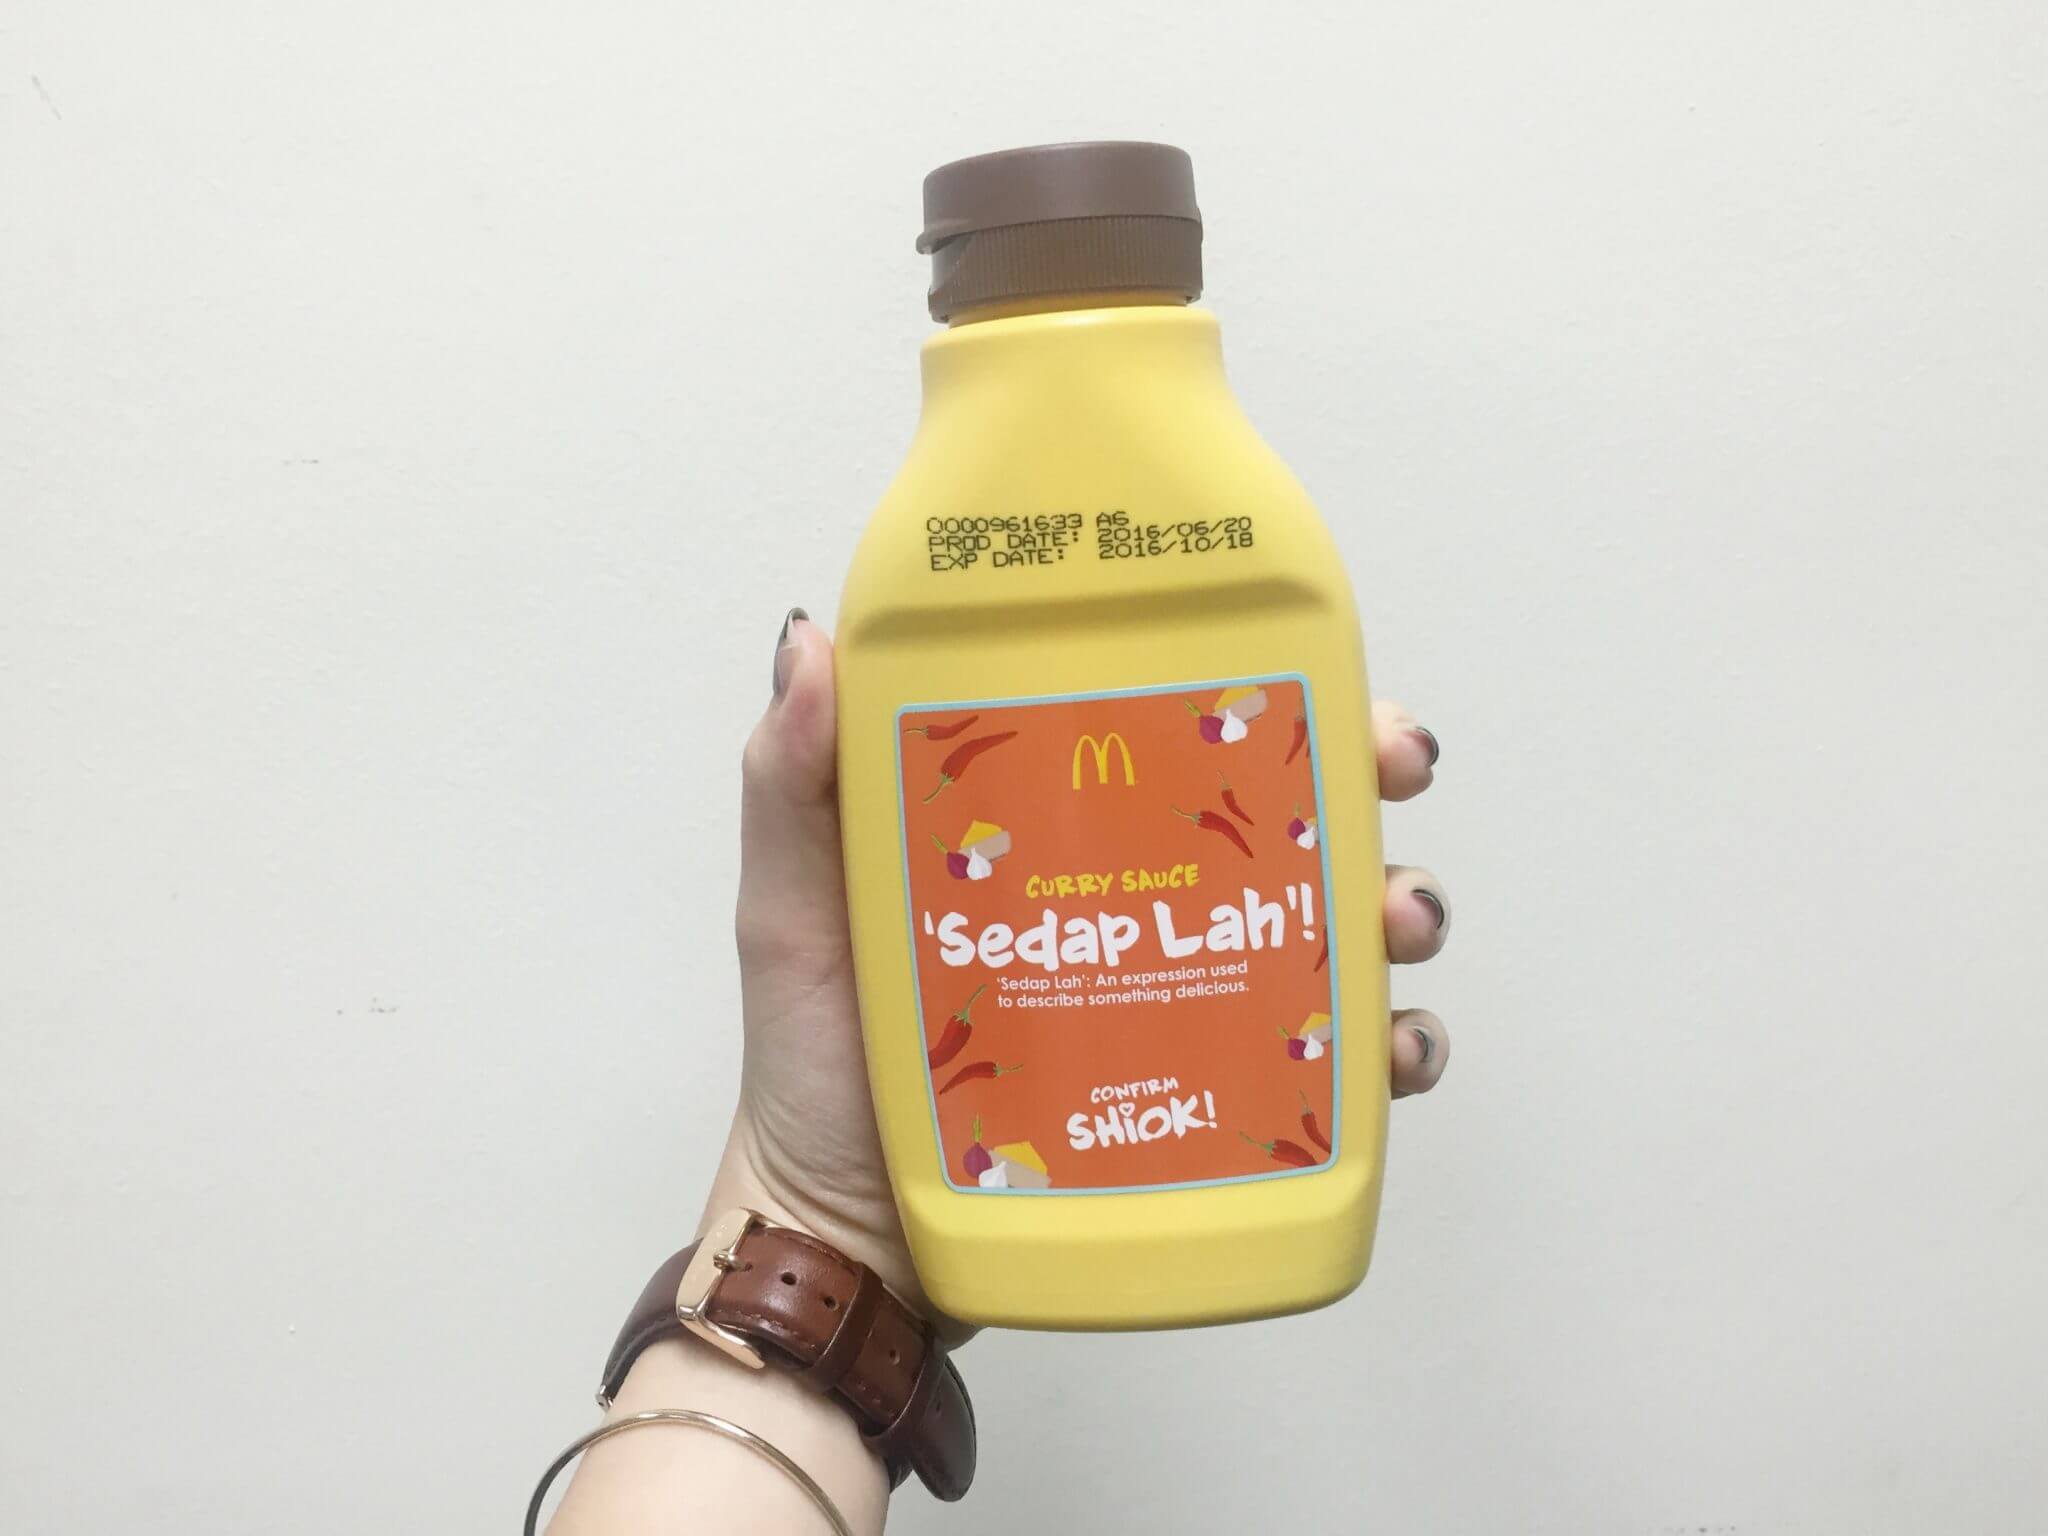 0000961633 A6
PROD DATE: 2016/06/20
EXP DATE: 2016/10/18
M
CURRY SAUCE
'Sedap Lah'!
'Sedap Lah': An expression used
to describe something delicious.
CONFIRM
SHiOK!